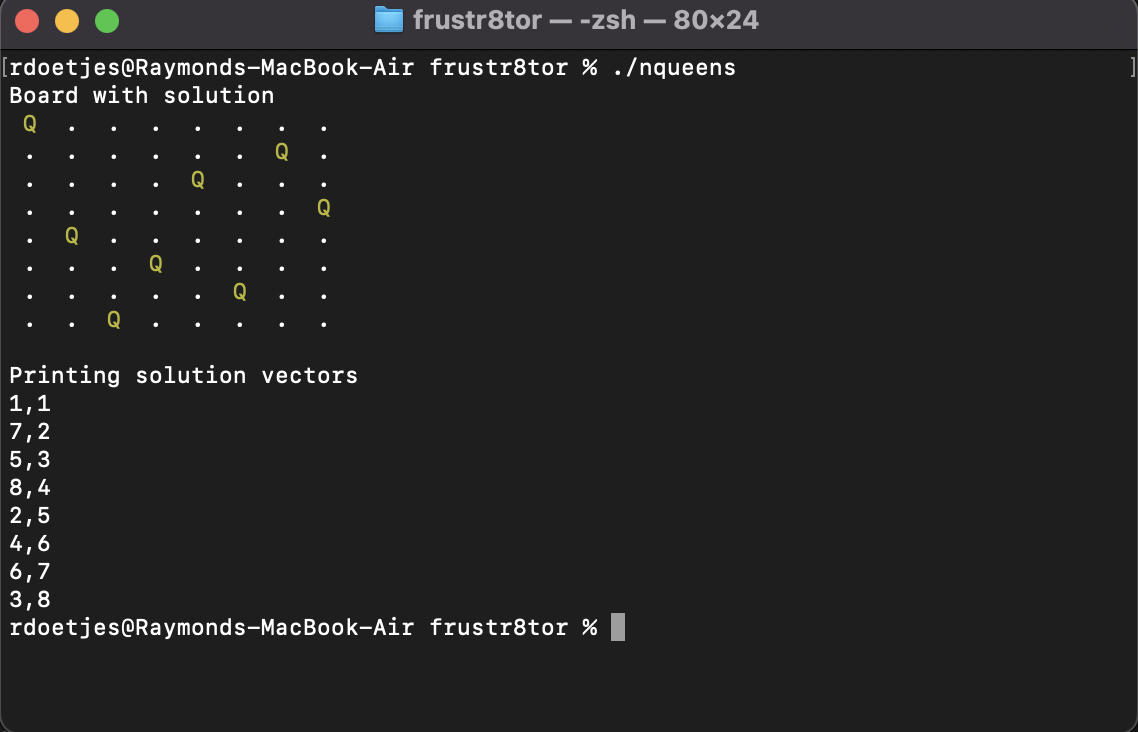 frustr8tor — -zsh — 80×24
[rdoetjes@Raymonds-MacBook-Air frustr8tor % ./nqueens ]
Board with solution
 Q  .  .  .  .  .  .  .
 .  .  .  .  .  .  Q  .
 .  .  .  .  Q  .  .  .
 .  .  .  .  .  .  .  Q
 .  Q  .  .  .  .  .  .
 .  .  .  Q  .  .  .  .
 .  .  .  .  .  Q  .  .
 .  .  Q  .  .  .  .  .
Printing solution vectors
1,1
7,2
5,3
8,4
2,5
4,6
6,7
3,8
rdoetjes@Raymonds-MacBook-Air frustr8tor %